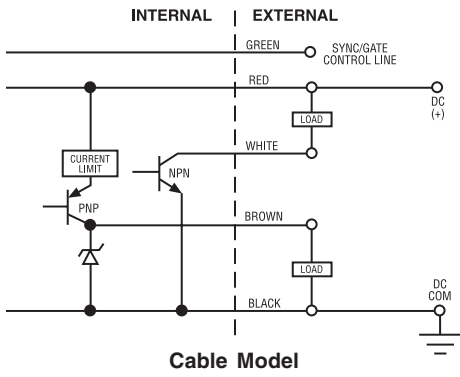 INTERNAL
EXTERNAL
GREEN
SYNC/GATE
CONTROL LINE
RED
DC
(+)
LOAD
WHITE
CURRENT
LIMIT
NPN
PNP
BROWN
LOAD
DC
COM
BLACK
Cable Model